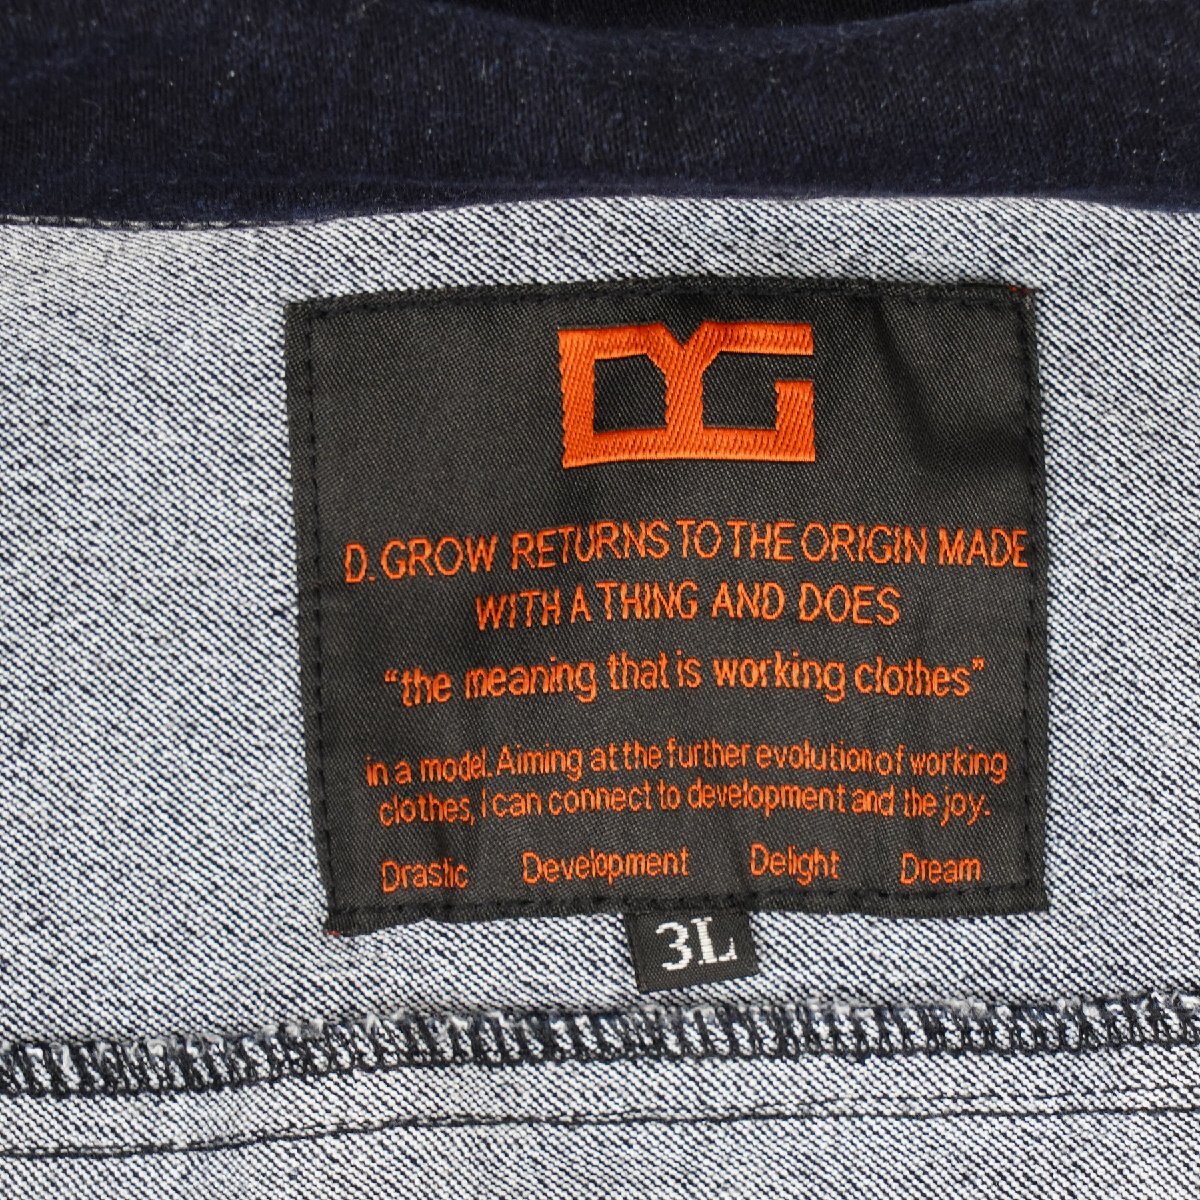 DG
D. GROW RETURNS TO THE ORIGIN MADE
WITH A THING AND DOES
“the meaning that is working clothes”
in a model. Aiming at the further evolution of working
clothes, I can connect to development and the joy.
Drastic Development Delight Dream
3L